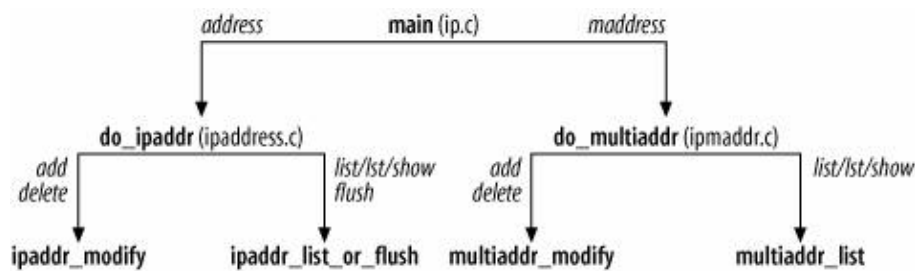 address main (ip.c) maddress
do_ipaddr (ipaddress.c) do_multiaddr (ipmaddr.c)
add list/lst/show add list/lst/show
delete flush delete
ipaddr_modify ipaddr_list_or_flush multiaddr_modify multiaddr_list